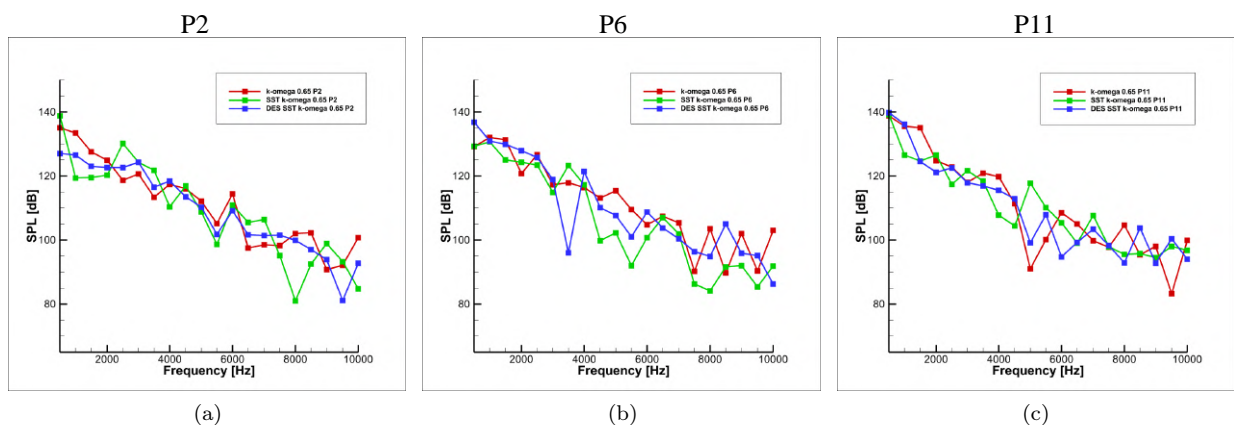 P2
P6
P11
k-omega 0.65 P2
SST k-omega 0.65 P2
DES SST k-omega 0.65 P2
SPL [dB]
140
120
100
80
2000 4000 6000 8000 10000
Frequency [Hz]
(a)
k-omega 0.65 P6
SST k-omega 0.65 P6
DES SST k-omega 0.65 P6
SPL [dB]
140
120
100
80
2000 4000 6000 8000 10000
Frequency [Hz]
(b)
k-omega 0.65 P11
SST k-omega 0.65 P11
DES SST k-omega 0.65 P11
SPL [dB]
140
120
100
80
2000 4000 6000 8000 10000
Frequency [Hz]
(c)